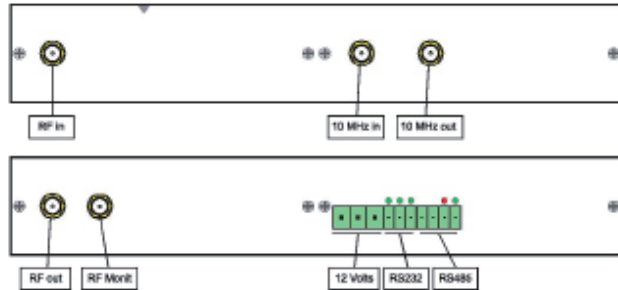 RF in
10 MHz in
10 MHz out
RF out
RF Monit
12 Volts
RS232
RS485